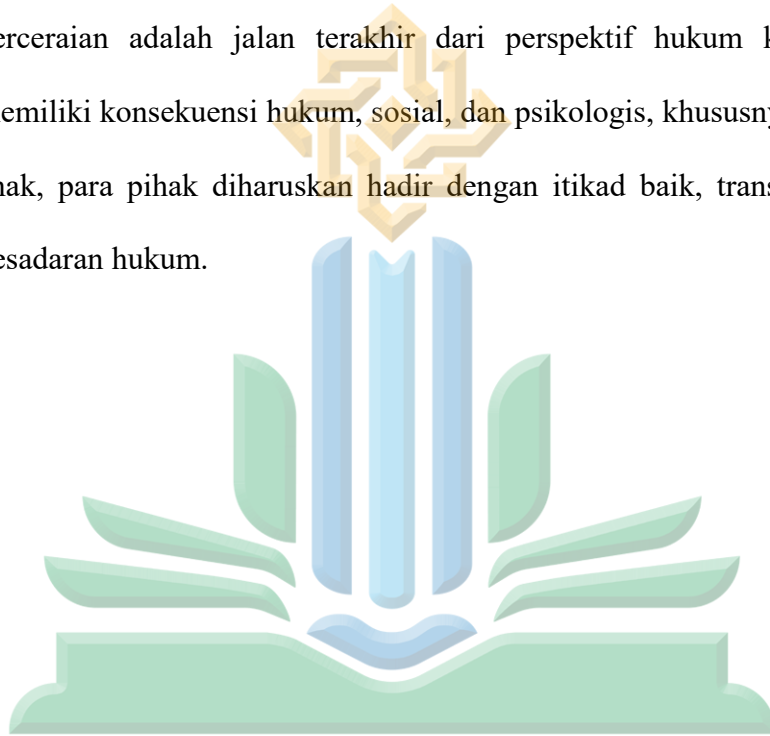 erceraian adalah jalan terakhir dari perspektif hukum
emiliki konsekuensi hukum, sosial, dan psikologis, khususny
ak, para pihak diharuskan hadir dengan itikad baik, trans
esadaran hukum.